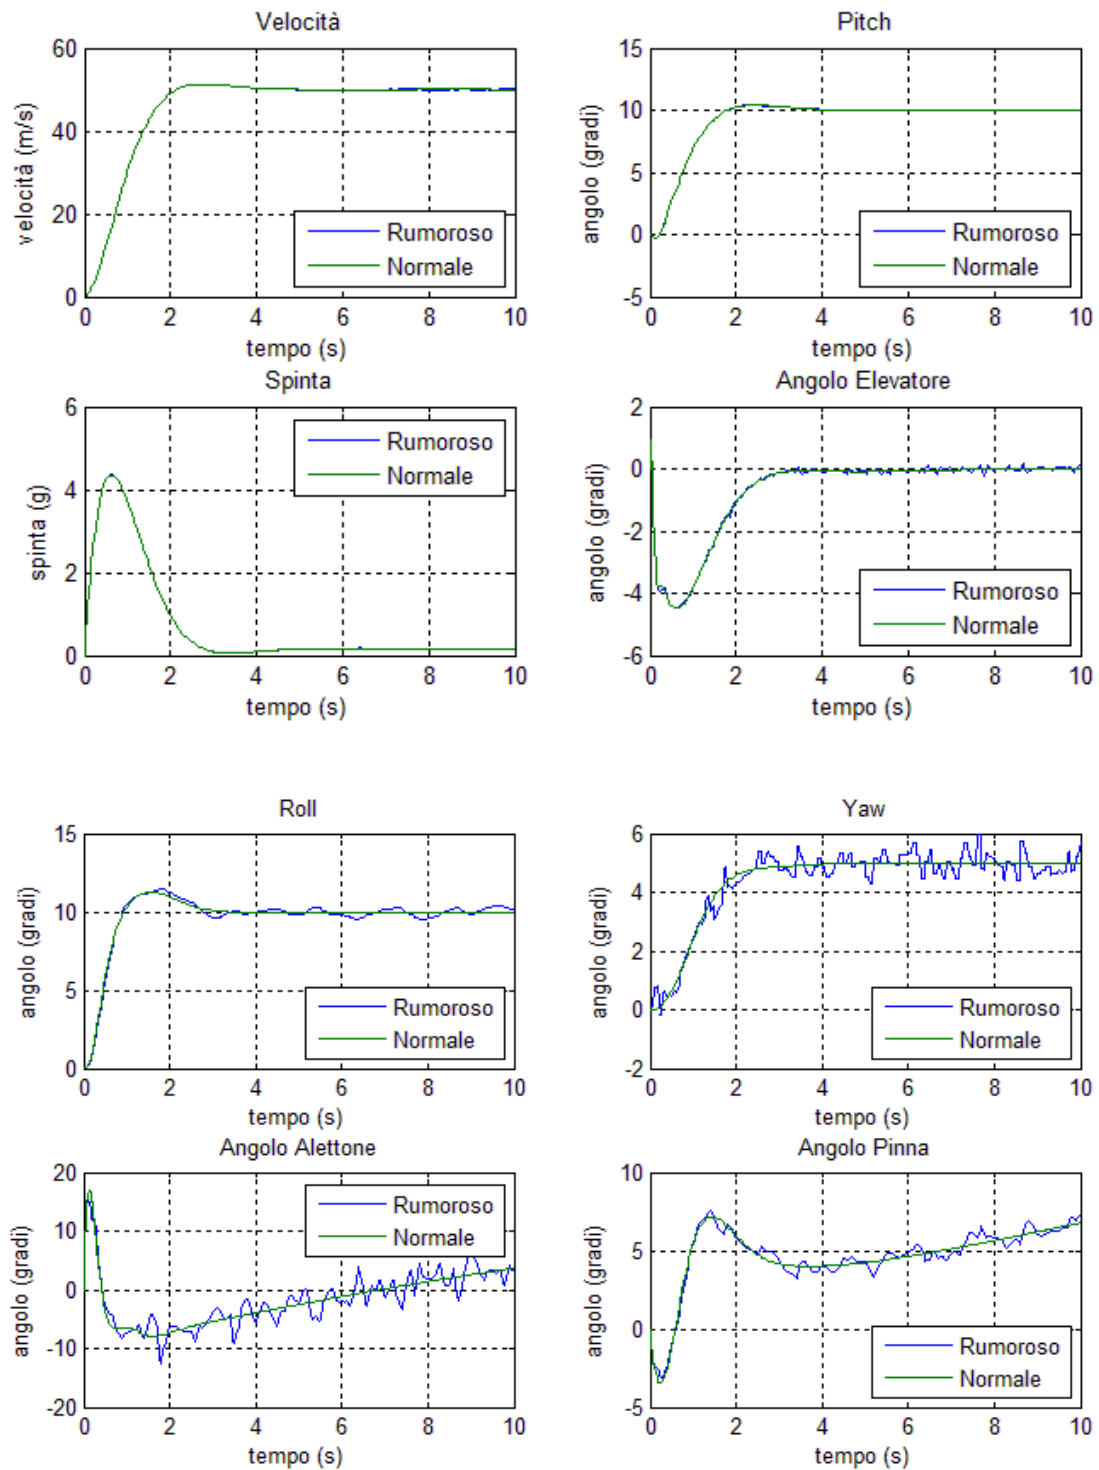 Velocità
velocità (m/s)
60
40
20
0
Rumoroso
Normale
0 2 4 6 8 10
tempo (s)
Pitch
angolo (gradi)
15
10
5
0
-5
Rumoroso
Normale
0 2 4 6 8 10
tempo (s)
Spinta
spinta (g)
6
4
2
0
Rumoroso
Normale
0 2 4 6 8 10
tempo (s)
Angolo Elevatore
angolo (gradi)
2
0
-2
-4
-6
Rumoroso
Normale
0 2 4 6 8 10
tempo (s)
Roll
angolo (gradi)
15
10
5
0
Rumoroso
Normale
0 2 4 6 8 10
tempo (s)
Yaw
angolo (gradi)
6
4
2
0
-2
Rumoroso
Normale
0 2 4 6 8 10
tempo (s)
Angolo Alettone
angolo (gradi)
20
10
0
-10
-20
Rumoroso
Normale
0 2 4 6 8 10
tempo (s)
Angolo Pinna
angolo (gradi)
10
5
0
-5
Rumoroso
Normale
0 2 4 6 8 10
tempo (s)